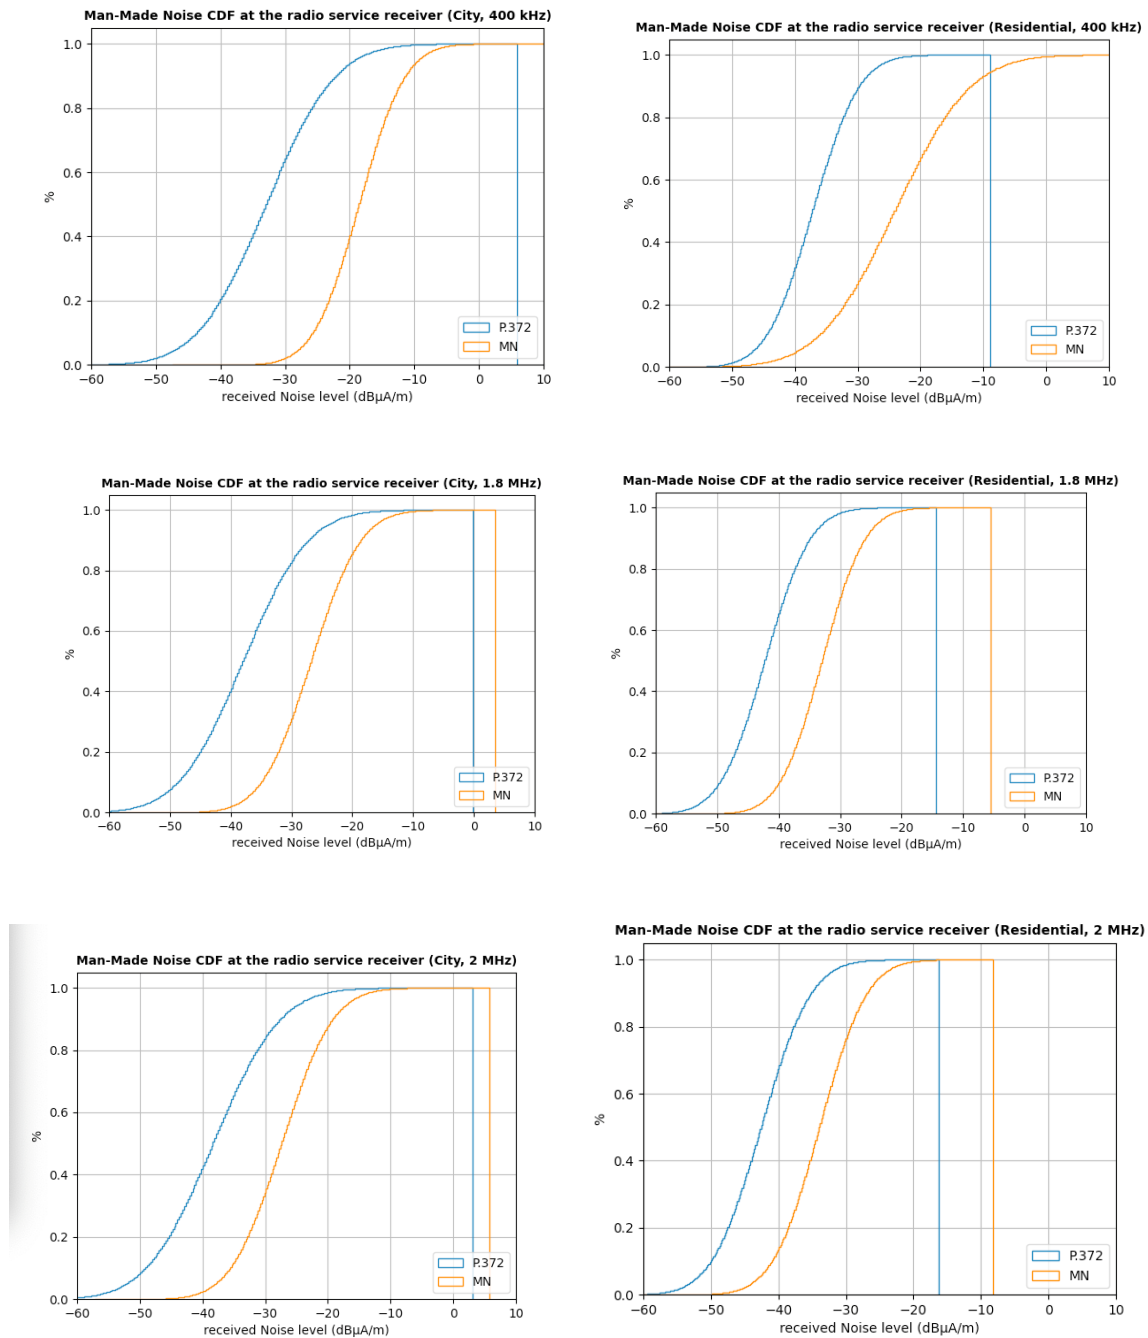 Man-Made Noise CDF at the radio service receiver (City, 400 kHz)
1.0
0.8
0.6
0.4
0.2
0.0
%
P.372
MN
−60 −50 −40 −30 −20 −10 0 10
received Noise level (dBµA/m)
Man-Made Noise CDF at the radio service receiver (Residential, 400 kHz)
1.0
0.8
0.6
0.4
0.2
0.0
%
P.372
MN
−60 −50 −40 −30 −20 −10 0 10
received Noise level (dBµA/m)
Man-Made Noise CDF at the radio service receiver (City, 1.8 MHz)
1.0
0.8
0.6
0.4
0.2
0.0
%
P.372
MN
−60 −50 −40 −30 −20 −10 0 10
received Noise level (dBµA/m)
Man-Made Noise CDF at the radio service receiver (Residential, 1.8 MHz)
1.0
0.8
0.6
0.4
0.2
0.0
%
P.372
MN
−60 −50 −40 −30 −20 −10 0 10
received Noise level (dBµA/m)
Man-Made Noise CDF at the radio service receiver (City, 2 MHz)
1.0
0.8
0.6
0.4
0.2
0.0
%
P.372
MN
−60 −50 −40 −30 −20 −10 0 10
received Noise level (dBµA/m)
Man-Made Noise CDF at the radio service receiver (Residential, 2 MHz)
1.0
0.8
0.6
0.4
0.2
0.0
%
P.372
MN
−60 −50 −40 −30 −20 −10 0 10
received Noise level (dBµA/m)